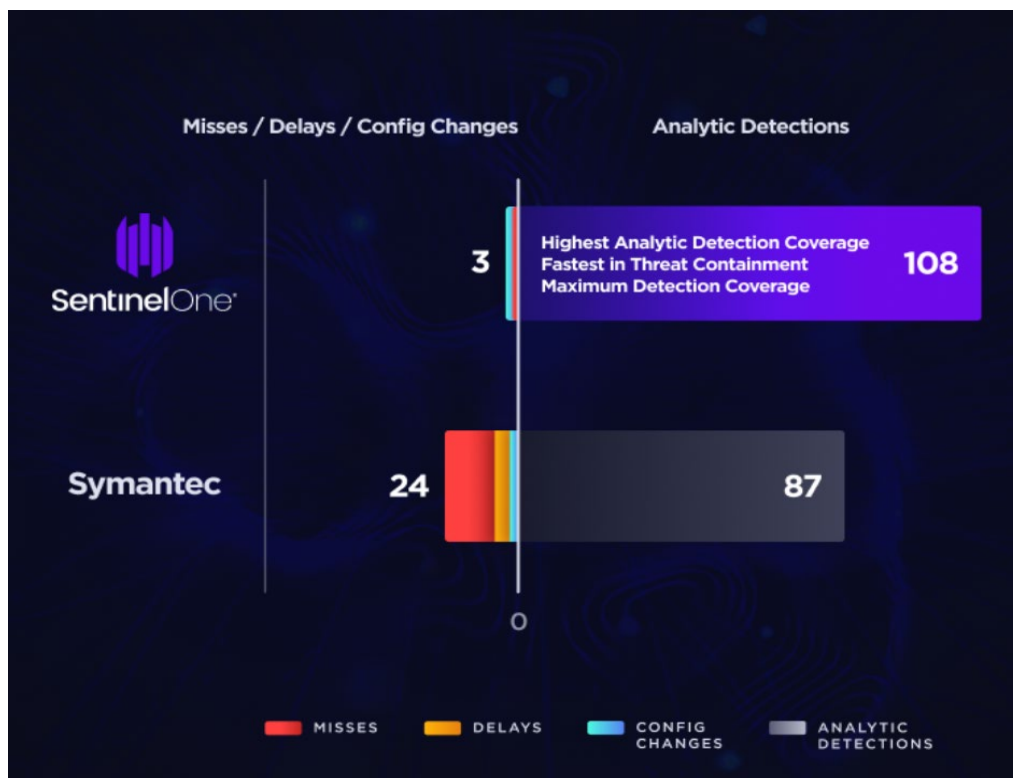 Misses / Delays / Config Changes
Analytic Detections
SentinelOne
3
Highest Analytic Detection Coverage
Fastest in Threat Containment
Maximum Detection Coverage
108
Symantec
24
87
0
MISSES
DELAYS
CONFIG
CHANGES
ANALYTIC
DETECTIONS